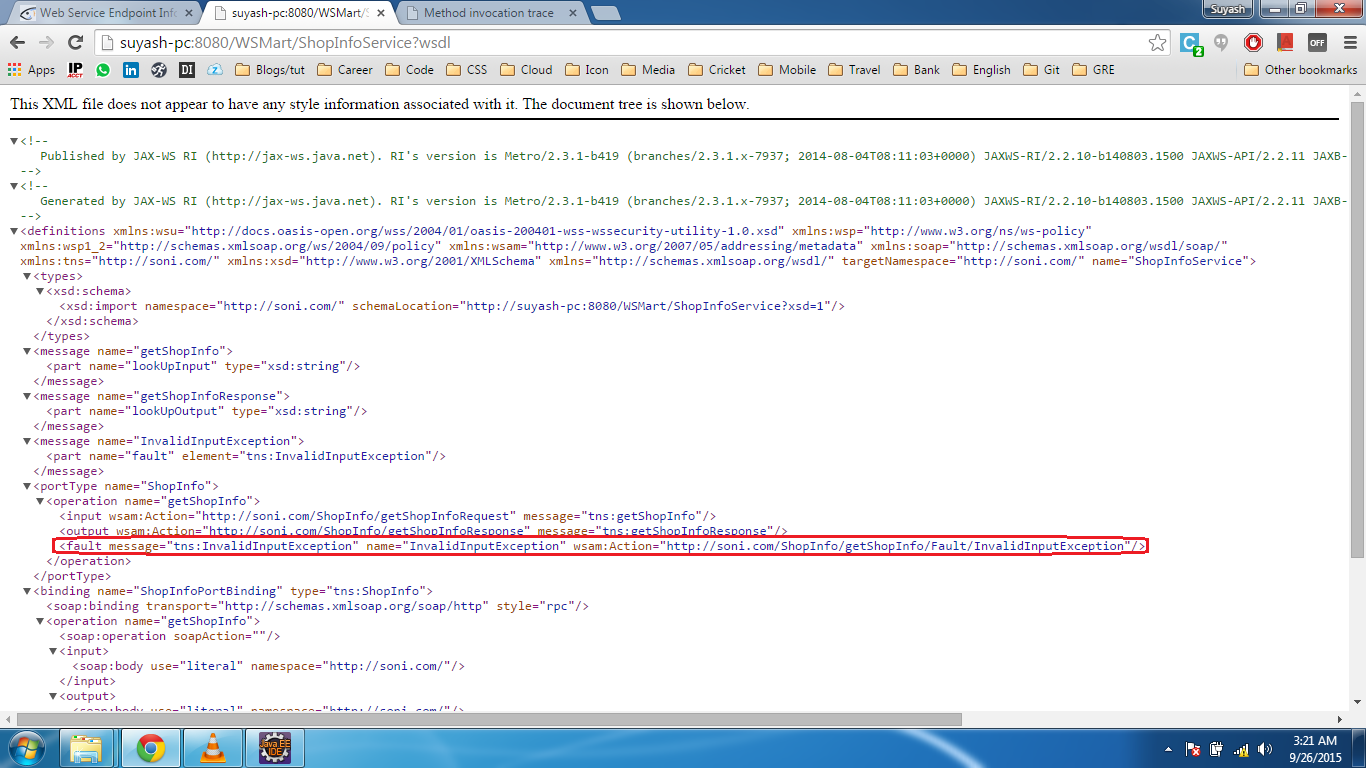 Web Service Endpoint Inf
suyash-pc:8080/WSMart/S
Method invocation trace
Suyash
suyash-pc:8080/WSMart/ShopInfoService?wsdl
2
OFF
Apps
IP
ACCT
in
DI
Z
Blogs/tut
Career
Code
CSS
Cloud
Icon
Media
Cricket
Mobile
Travel
Bank
English
Git
GRE
Other bookmarks
This XML file does not appear to have any style information associated with it. The document tree is shown below.
<!--
Published by JAX-WS RI (http://jax-ws.java.net). RI's version is Metro/2.3.1-b419 (branches/2.3.1.x-7937; 2014-08-04T08:11:03+0000) JAXWS-RI/2.2.10-b140803.1500 JAXWS-API/2.2.11 JAXB-
-->
<!--
Generated by JAX-WS RI (http://jax-ws.java.net). RI's version is Metro/2.3.1-b419 (branches/2.3.1.x-7937; 2014-08-04T08:11:03+0000) JAXWS-RI/2.2.10-b140803.1500 JAXWS-API/2.2.11 JAXB-
-->
<definitions xmlns:wsu="http://docs.oasis-open.org/wss/2004/01/oasis-200401-wss-wssecurity-utility-1.0.xsd" xmlns:wsp="http://www.w3.org/ns/ws-policy"
xmlns:wsp1_2="http://schemas.xmlsoap.org/ws/2004/09/policy" xmlns:wsam="http://www.w3.org/2007/05/addressing/metadata" xmlns:soap="http://schemas.xmlsoap.org/wsdl/soap/"
xmlns:tns="http://soni.com/" xmlns:xsd="http://www.w3.org/2001/XMLSchema" xmlns="http://schemas.xmlsoap.org/wsdl/" targetNamespace="http://soni.com/" name="ShopInfoService">
<types>
<xsd:schema>
<xsd:import namespace="http://soni.com/" schemaLocation="http://suyash-pc:8080/WSMart/ShopInfoService?xsd=1"/>
</xsd:schema>
</types>
<message name="getShopInfo">
<part name="lookUpInput" type="xsd:string"/>
</message>
<message name="getShopInfoResponse">
<part name="lookUpOutput" type="xsd:string"/>
</message>
<message name="InvalidInputException">
<part name="fault" element="tns:InvalidInputException"/>
</message>
<portType name="ShopInfo">
<operation name="getShopInfo">
<input wsam:Action="http://soni.com/ShopInfo/getShopInfoRequest" message="tns:getShopInfo"/>
<output wsam:Action="http://soni.com/ShopInfo/getShopInfoResponse" message="tns:getShopInfoResponse"/>
<fault message="tns:InvalidInputException" name="InvalidInputException" wsam:Action="http://soni.com/ShopInfo/getShopInfo/Fault/InvalidInputException"/>
</operation>
</portType>
<binding name="ShopInfoPortBinding" type="tns:ShopInfo">
<soap:binding transport="http://schemas.xmlsoap.org/soap/http" style="rpc"/>
<operation name="getShopInfo">
<soap:operation soapAction=""/>
<input>
<soap:body use="literal" namespace="http://soni.com/"/>
</input>
<output>
<soap:body use="literal" namespace="http://soni.com/"/>
Java EE
IDE
3:21 AM
9/26/2015